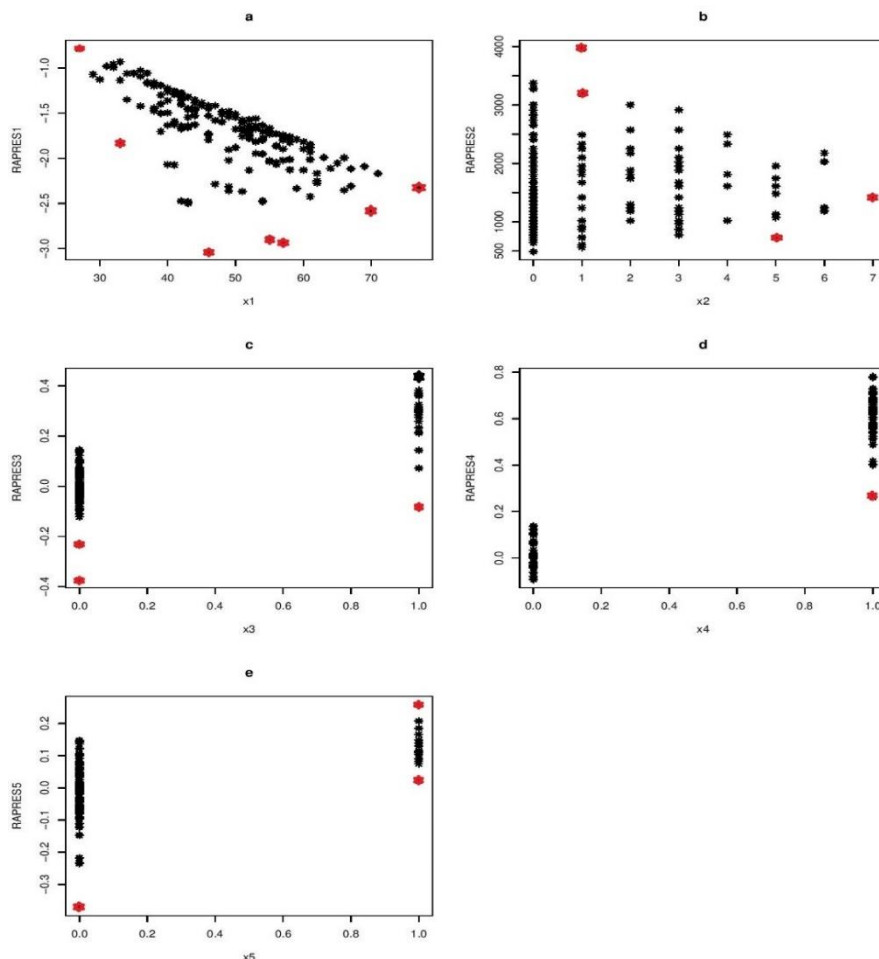 a
RAPRES1
−1.0
−1.5
−2.0
−2.5
−3.0
30 40 50 60 70
x1
b
RAPRES2
4000
3000
2000
1000
500
0 1 2 3 4 5 6 7
x2
c
RAPRES3
0.4
0.2
0.0
−0.2
−0.4
0.0 0.2 0.4 0.6 0.8 1.0
x3
d
RAPRES4
0.8
0.6
0.4
0.2
0.0
0.0 0.2 0.4 0.6 0.8 1.0
x4
e
RAPRES5
0.2
0.1
0.0
−0.1
−0.2
−0.3
0.0 0.2 0.4 0.6 0.8 1.0
x5